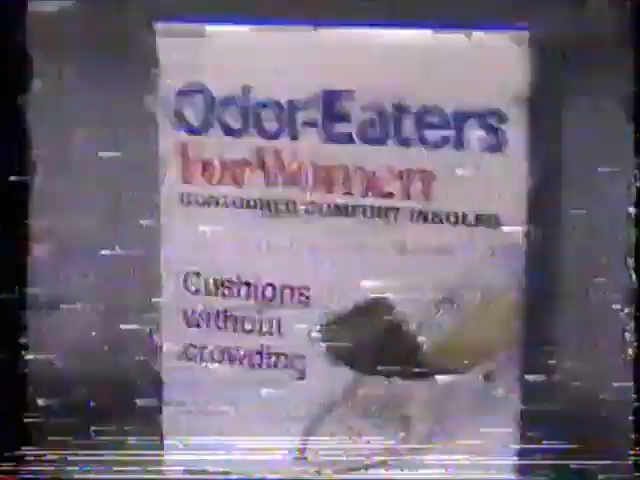 Odor-Eaters
for Women
CONTOURED COMFORT INSOLES
Cushions
without
crowding